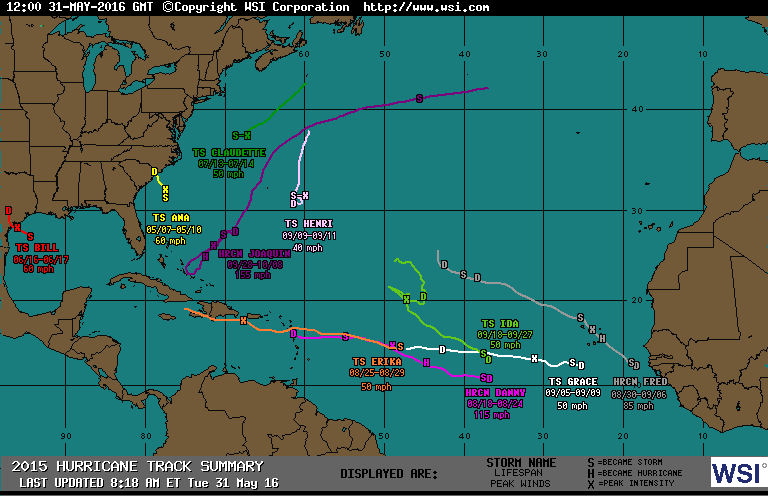 12:00 31-MAY-2016 GMT ©Copyright WSI Corporation http://www.wsi.com
60 50 40 30 20 10
40
S-X
TS CLAUDETTE
07/13-07/14
50 mph
S
D
X
S
TS ANA
05/07-05/10
60 mph
S-X
D
TS HENRI
09/09-09/11
40 mph
30
D
X
S
TS BILL
06/16-06/17
60 mph
S D
X
H
HRCN JOAQUIN
09/28-10/08
155 mph
D
S D
X D
20
X
D S
H S
TS ERIKA
08/25-08/29
50 mph
D
H
S D
HRCN DANNY
08/18-08/24
115 mph
TS IDA
09/18-09/27
50 mph
S
D
X
S D
TS GRACE
09/05-09/09
50 mph
S
X
H
S D
HRCN. FRED
08/30-09/06
85 mph
90 80 50 40 30 20 10
2015 HURRICANE TRACK SUMMARY
LAST UPDATED 8:18 AM ET Tue 31 May 16
DISPLAYED ARE:
STORM NAME
LIFESPAN
PEAK WINDS
S =BECAME STORM
H =BECAME HURRICANE
X =PEAK INTENSITY
WSI